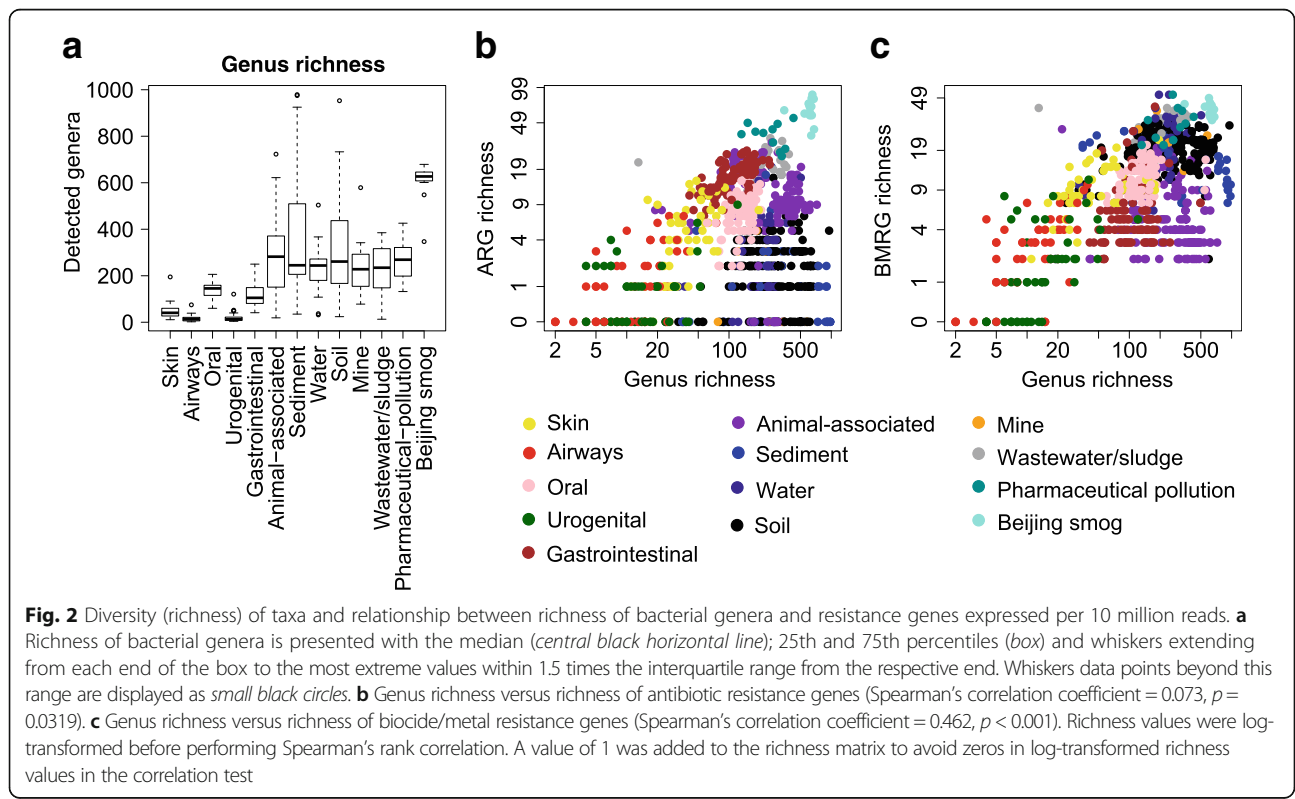 a
Genus richness
Detected genera
1000
800
600
400
200
0
Skin
Airways
Oral
Urogenital
Gastrointestinal
Animal-associated
Sediment
Water
Soil
Mine
Wastewater/sludge
Pharmaceutical-pollution
Beijing smog
b
ARG richness
99
49
19
9
4
1
0
2 5 20 100 500
Genus richness
c
BMRG richness
49
19
9
4
1
0
2 5 20 100 500
Genus richness
Skin
Airways
Oral
Urogenital
Gastrointestinal
Animal-associated
Sediment
Water
Soil
Mine
Wastewater/sludge
Pharmaceutical pollution
Beijing smog
Fig. 2 Diversity (richness) of taxa and relationship between richness of bacterial genera and resistance genes expressed per 10 million reads. a
Richness of bacterial genera is presented with the median (central black horizontal line); 25th and 75th percentiles (box) and whiskers extending
from each end of the box to the most extreme values within 1.5 times the interquartile range from the respective end. Whiskers data points beyond this
range are displayed as small black circles. b Genus richness versus richness of antibiotic resistance genes (Spearman's correlation coefficient = 0.073, p =
0.0319). c Genus richness versus richness of biocide/metal resistance genes (Spearman's correlation coefficient = 0.462, p < 0.001). Richness values were log-
transformed before performing Spearman's rank correlation. A value of 1 was added to the richness matrix to avoid zeros in log-transformed richness
values in the correlation test